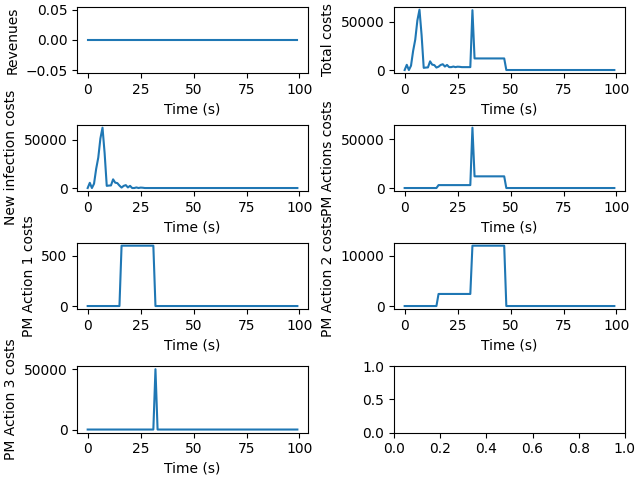 Revenues
0.05
0.00
−0.05
0 25 50 75 100
Time (s)
Total costs
50000
0
0 25 50 75 100
Time (s)
New infection costs
50000
0
0 25 50 75 100
Time (s)
PM Actions costs
50000
0
0 25 50 75 100
Time (s)
PM Action 1 costs
500
0
0 25 50 75 100
Time (s)
PM Action 2 costs
10000
0
0 25 50 75 100
Time (s)
PM Action 3 costs
50000
0
0 25 50 75 100
Time (s)
1.0
0.5
0.0
0.0 0.2 0.4 0.6 0.8 1.0